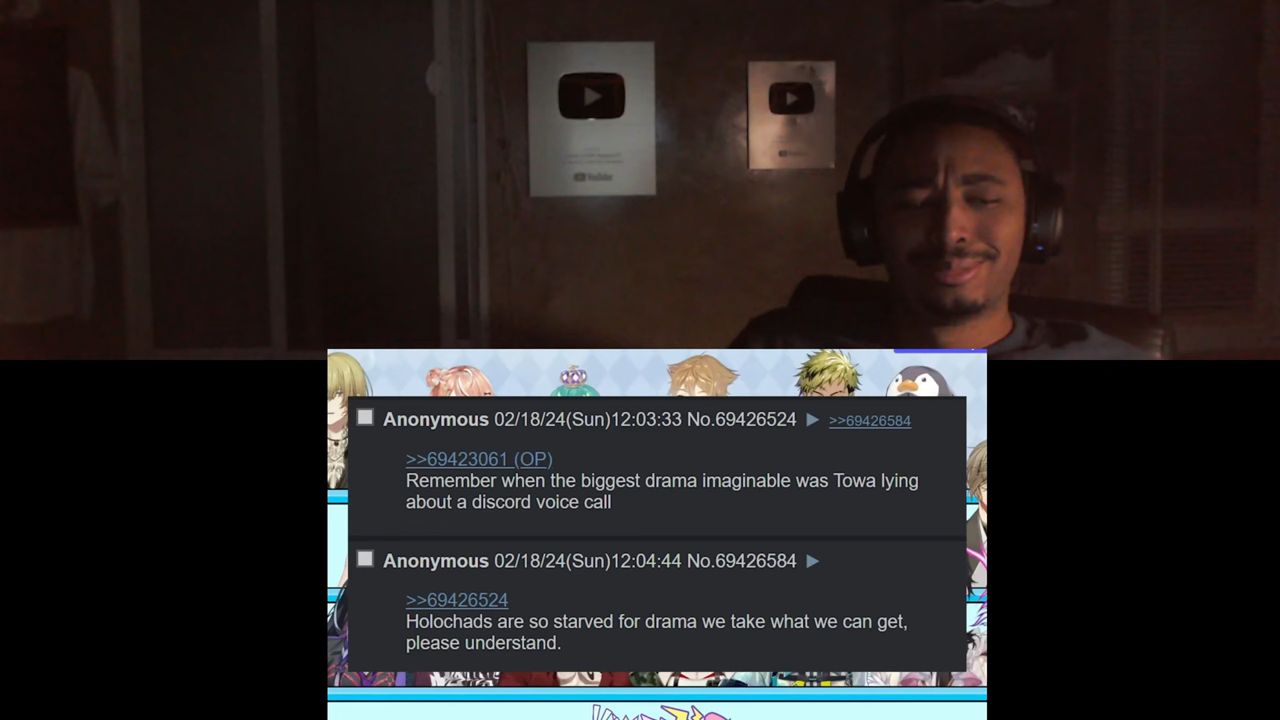 YouTube
Anonymous 02/18/24(Sun)12:03:33 No.69426524 ▶ >>69426584
>>69423061 (OP)
Remember when the biggest drama imaginable was Towa lying
about a discord voice call
Anonymous 02/18/24(Sun)12:04:44 No.69426584 ▶
>>69426524
Holochads are so starved for drama we take what we can get,
please understand.